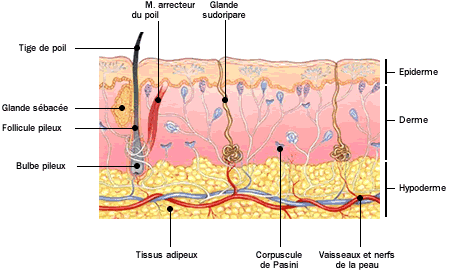 M. arrecteur
du poil
Glande
sudoripare
Tige de poil
Epiderme
Glande sébacée
Derme
Follicule pileux
Bulbe pileux
Hypoderme
Tissus adipeux
Corpuscule
de Pasini
Vaisseaux et nerfs
de la peau